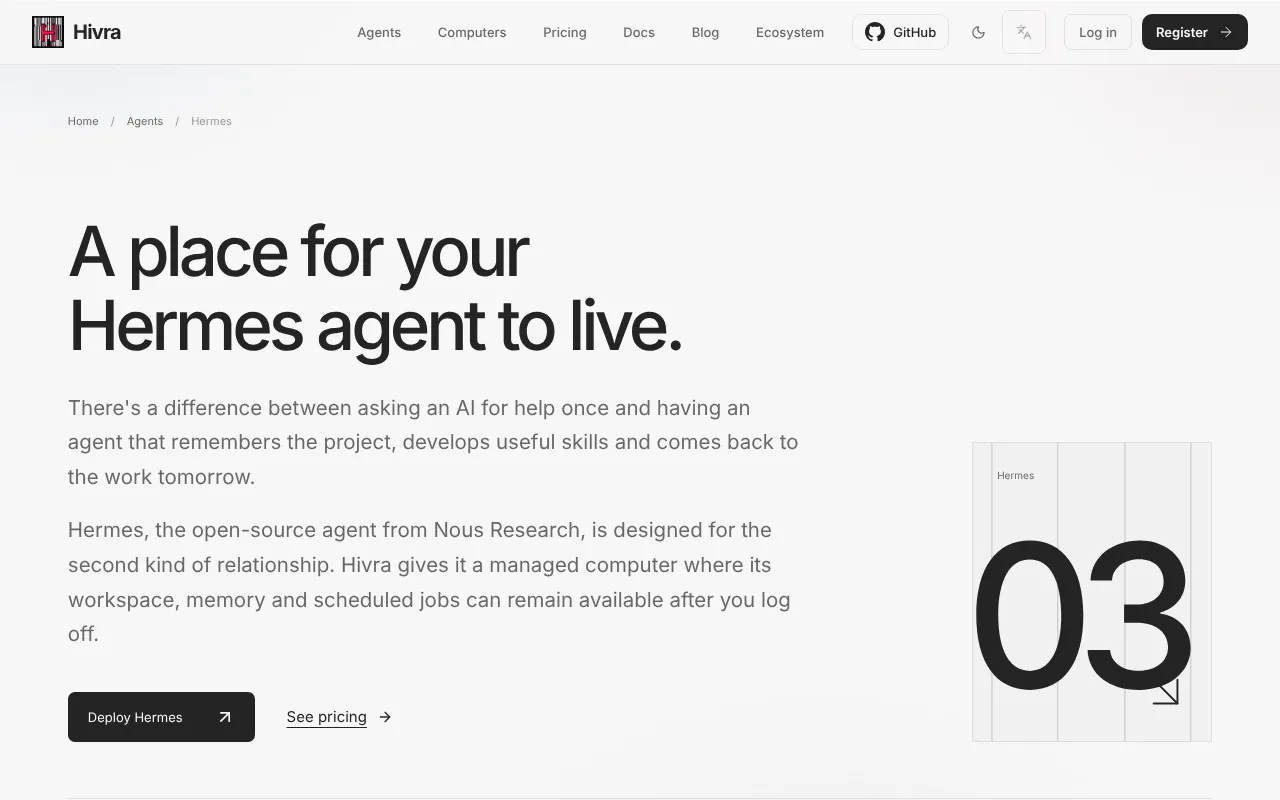 Hivra
Agents
Computers
Pricing
Docs
Blog
Ecosystem
GitHub
Log in
Register
Home / Agents / Hermes
A place for your
Hermes agent to live.
There's a difference between asking an AI for help once and having an
agent that remembers the project, develops useful skills and comes back to
the work tomorrow.
Hermes, the open-source agent from Nous Research, is designed for the
second kind of relationship. Hivra gives it a managed computer where its
workspace, memory and scheduled jobs can remain available after you log
off.
Deploy Hermes
See pricing
Hermes
03